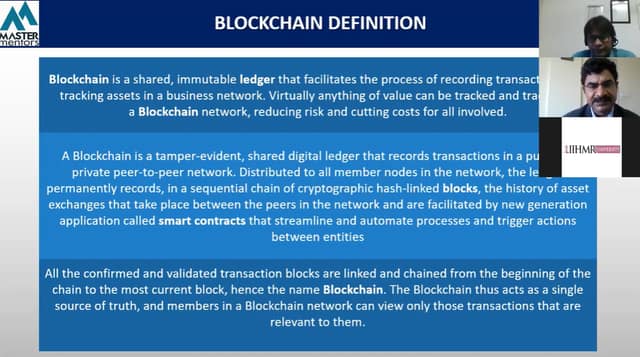 MASTER
mentors
BLOCKCHAIN DEFINITION
Blockchain is a shared, immutable ledger that facilitates the process of recording
tracking assets in a business network. Virtually anything of value can be tracked and
a Blockchain network, reducing risk and cutting costs for all involved.
A Blockchain is a tamper-evident, shared digital ledger that records transactions in a
private peer-to-peer network. Distributed to all member nodes in the network, the
permanently records, in a sequential chain of cryptographic hash-linked blocks, the history of asset
exchanges that take place between the peers in the network and are facilitated by new generation
application called smart contracts that streamline and automate processes and trigger actions
between entities
All the confirmed and validated transaction blocks are linked and chained from the beginning of the
chain to the most current block, hence the name Blockchain. The Blockchain thus acts as a single
source of truth, and members in a Blockchain network can view only those transactions that are
relevant to them.
IIHMR UNIVERSITY